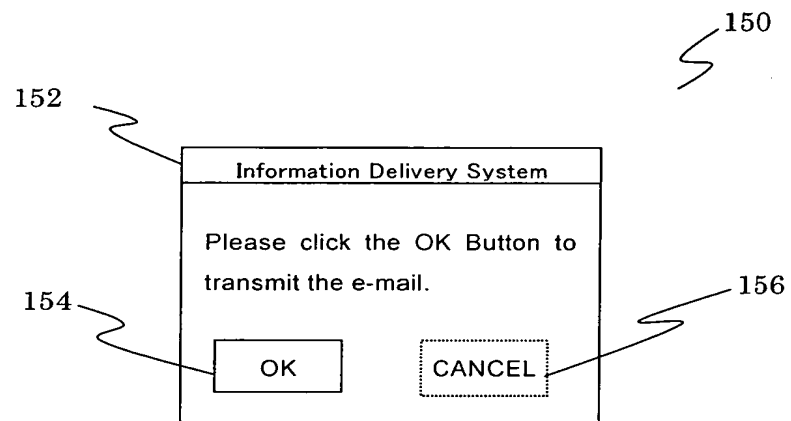 150
152
Information Delivery System
Please click the OK Button to
transmit the e-mail.
154
156
OK
CANCEL